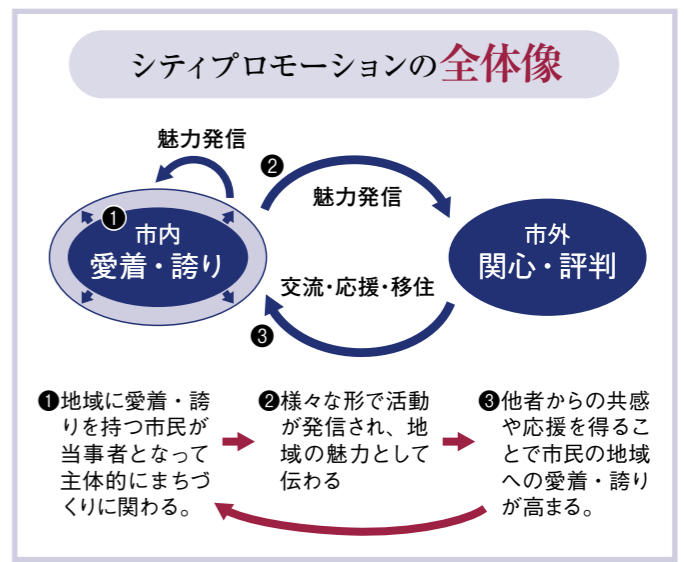 シティプロモーションの全体像
魅力発信
❷
魅力発信
❶
市内
愛着・誇り
市外
関心・評判
交流・応援・移住
❸
❶地域に愛着・誇
りを持つ市民が
当事者となって
主体的にまちづ
くりに関わる。
❷様々な形で活動
が発信され、地
域の魅力として
伝わる
❸他者からの共感
や応援を得るこ
とで市民の地域
への愛着・誇り
が高まる。